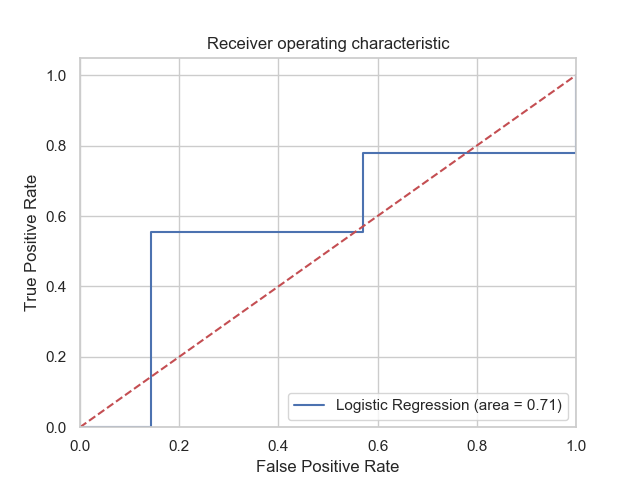 Receiver operating characteristic
True Positive Rate
1.0
0.8
0.6
0.4
0.2
0.0
Logistic Regression (area = 0.71)
0.0 0.2 0.4 0.6 0.8 1.0
False Positive Rate